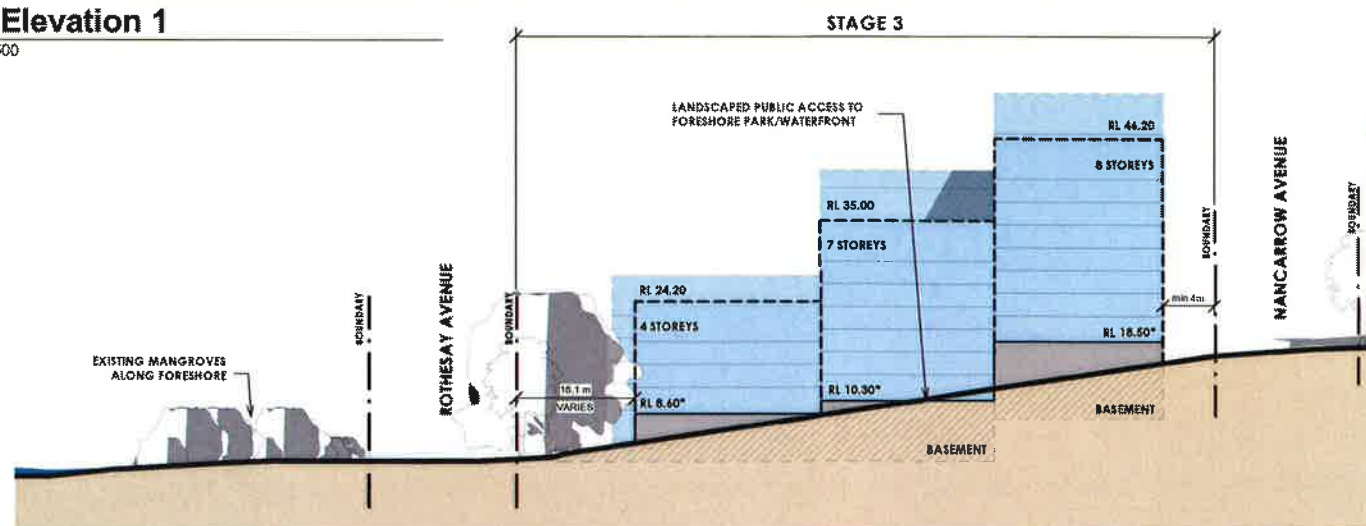 Elevation 1
STAGE 3
LANDSCAPED PUBLIC ACCESS TO
FORESHORE PARK/WATERFRONT
RL 46.20
8 STOREYS
RL 35.00
7 STOREYS
RL 24.20
4 STOREYS
NANCARROW AVENUE
BOUNDARY
BOUNDARY
min 4m
RL 18.50*
ROTHESAY AVENUE
BOUNDARY
BOUNDARY
EXISTING MANGROVES
ALONG FORESHORE
VARIES
RL 8.60*
RL 10.30*
BASEMENT
BASEMENT